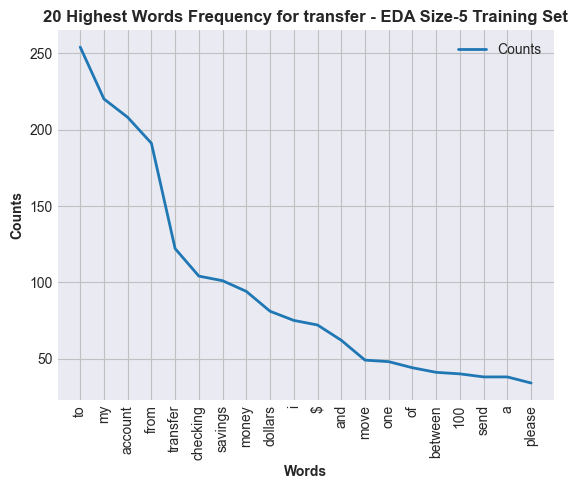 20 Highest Words Frequency for transfer - EDA Size-5 Training Set
Counts
250
200
150
100
50
Counts
to
my
account
from
transfer
checking
savings
money
dollars
i
$
and
move
one
of
between
100
send
a
please
Words